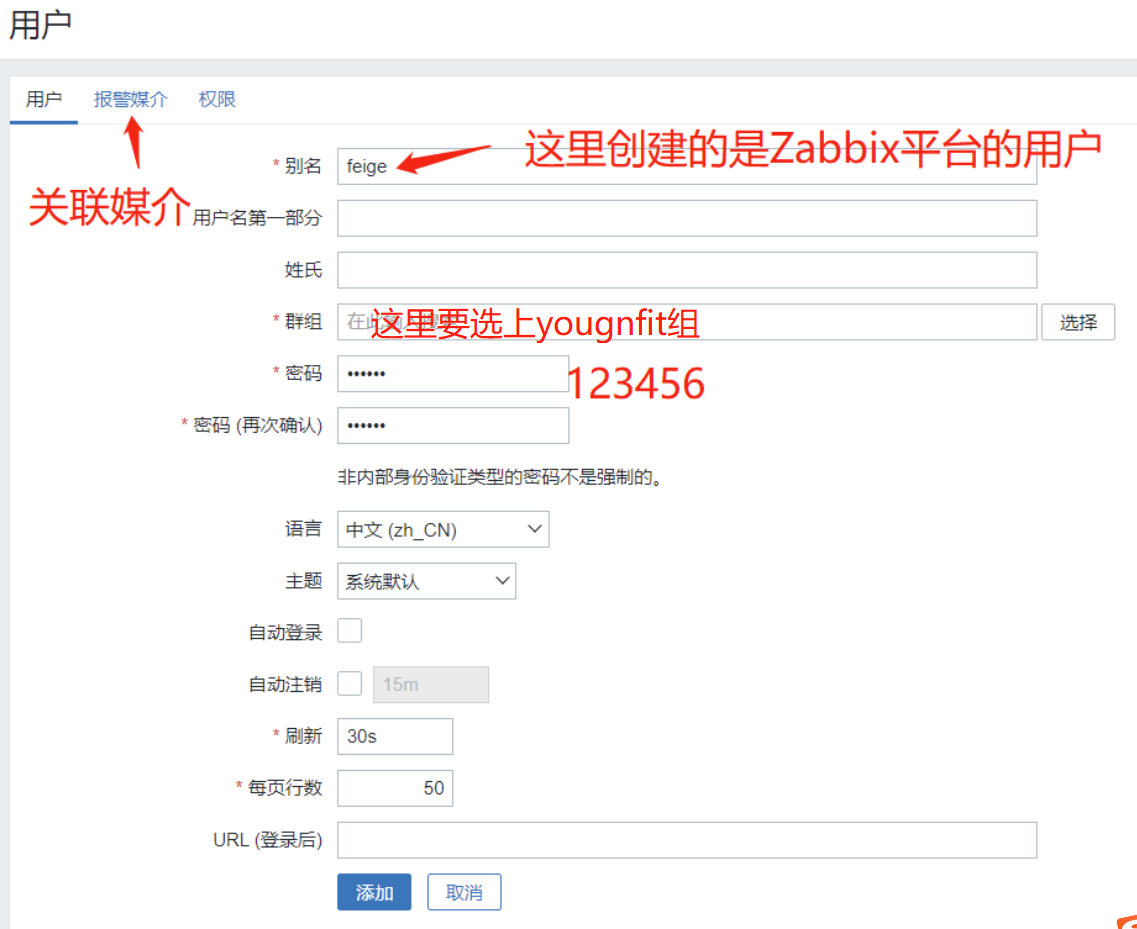 用户
用户 报警媒介 权限
这里创建的是Zabbix平台的用户
* 别名 feige
关联媒介
用户名第一部分
姓氏
* 群组 在此 这里要选上yougnfit组 选择
* 密码 •••••• 123456
* 密码 (再次确认) ••••••
非内部身份验证类型的密码不是强制的。
语言 中文 (zh_CN)
主题 系统默认
自动登录
自动注销 15m
* 刷新 30s
* 每页行数 50
URL (登录后)
添加 取消